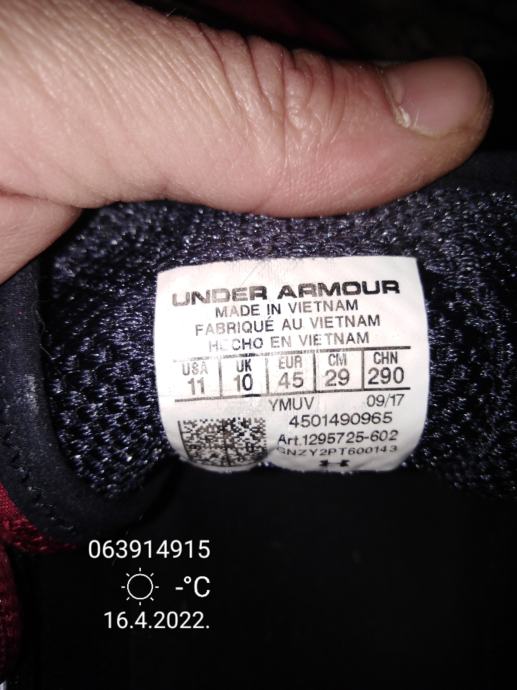 UNDER ARMOUR
MADE IN VIETNAM
FABRIQUÉ AU VIETNAM
HECHO EN VIETNAM
USA UK EUR CM CHN
11 10 45 29 290
YMUV 09/17
4501490965
Art.1295725-602
GNZY2PT600143
063914915
-°C
16.4.2022.